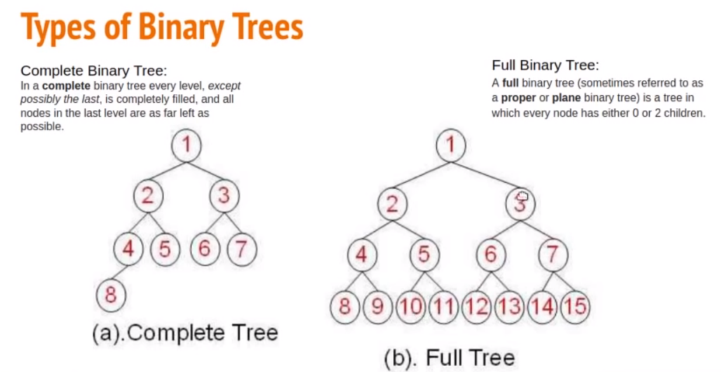 Types of Binary Trees
Complete Binary Tree:
In a complete binary tree every level, except
possibly the last, is completely filled, and all
nodes in the last level are as far left as
possible.
Full Binary Tree:
A full binary tree (sometimes referred to as
a proper or plane binary tree) is a tree in
which every node has either 0 or 2 children.
1
2 3
4 5 6 7
8
(a).Complete Tree
1
2 3
4 5 6 7
8 9 10 11 12 13 14 15
(b). Full Tree